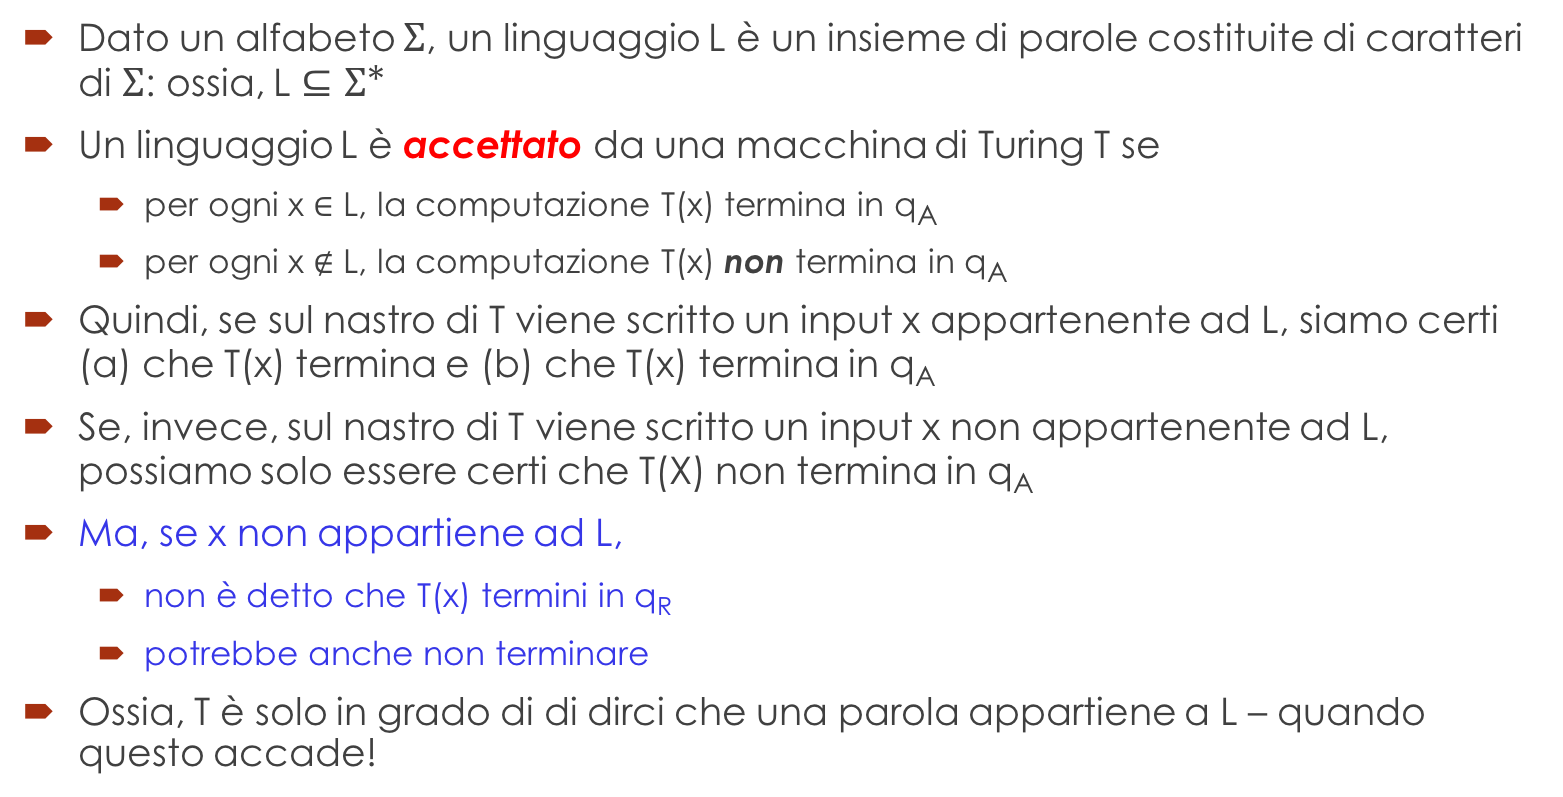 Dato un alfabeto Σ, un linguaggio L è un insieme di parole costituite di caratteri
di Σ: ossia, L ⊆ Σ*
Un linguaggio L è accettato da una macchina di Turing T se
per ogni x ∈ L, la computazione T(x) termina in qA
per ogni x ∉ L, la computazione T(x) non termina in qA
Quindi, se sul nastro di T viene scritto un input x appartenente ad L, siamo certi
(a) che T(x) termina e (b) che T(x) termina in qA
Se, invece, sul nastro di T viene scritto un input x non appartenente ad L,
possiamo solo essere certi che T(X) non termina in qA
Ma, se x non appartiene ad L,
non è detto che T(x) termini in qR
potrebbe anche non terminare
Ossia, T è solo in grado di di dirci che una parola appartiene a L – quando
questo accade!